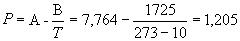 P = A - B/T = 7,764 − 1725/(273 − 10) = 1,205